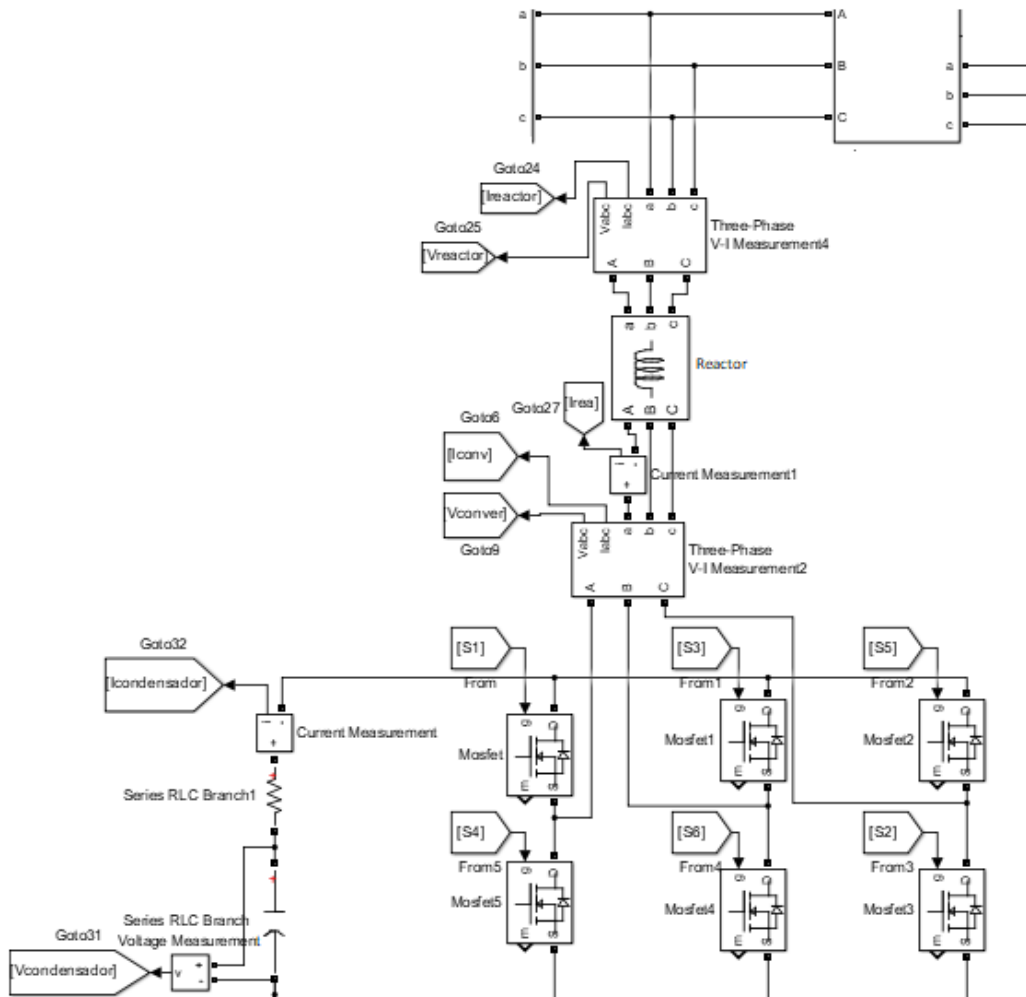 a
A
b
B
a
b
c
C
c
Goto24
[Ireactor]
Vabc
Iabc
a
b
c
Three-Phase
V-I Measurement4
Goto25
[Vreactor]
A
B
C
a
b
c
Reactor
A
B
C
Goto27
[Irea]
Goto6
[Iconv]
i
-
+
Current Measurement1
[Vconver]
Goto9
Vabc
Iabc
a
b
c
Three-Phase
V-I Measurement2
A
B
C
Goto32
[Icondensador]
[S1]
From
[S3]
From1
[S5]
From2
i
-
+
Current Measurement
g
D
Mosfet
m
S
g
D
Mosfet1
m
S
g
D
Mosfet2
m
S
Series RLC Branch1
[S4]
From5
[S6]
From4
[S2]
From3
g
D
Mosfet5
m
S
g
D
Mosfet4
m
S
g
D
Mosfet3
m
S
Series RLC Branch
Goto31
Voltage Measurement
[Vcondensador]
v
+
-